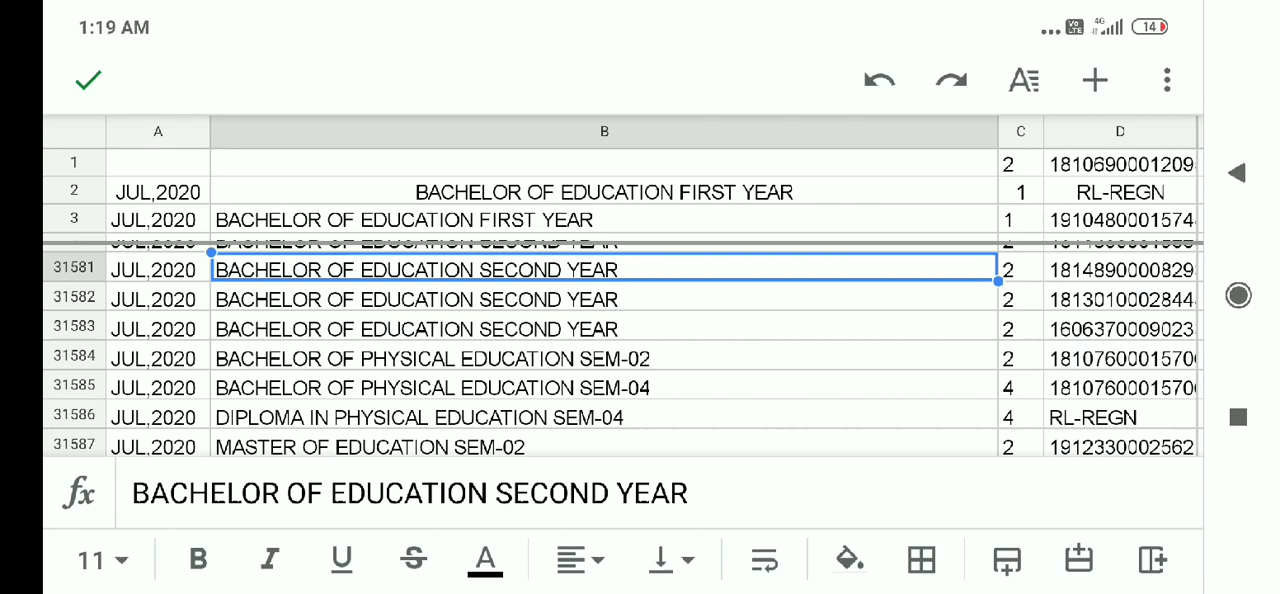 1:19 AM Vo LTE 4G 14
A B C D
1 2 1810690001209
2 JUL,2020 BACHELOR OF EDUCATION FIRST YEAR 1 RL-REGN
3 JUL,2020 BACHELOR OF EDUCATION FIRST YEAR 1 1910480001574
31581 JUL,2020 BACHELOR OF EDUCATION SECOND YEAR 2 1814890000829
31582 JUL,2020 BACHELOR OF EDUCATION SECOND YEAR 2 1813010002844
31583 JUL,2020 BACHELOR OF EDUCATION SECOND YEAR 2 1606370009023
31584 JUL,2020 BACHELOR OF PHYSICAL EDUCATION SEM-02 2 1810760001570
31585 JUL,2020 BACHELOR OF PHYSICAL EDUCATION SEM-04 4 1810760001570
31586 JUL,2020 DIPLOMA IN PHYSICAL EDUCATION SEM-04 4 RL-REGN
31587 JUL,2020 MASTER OF EDUCATION SEM-02 2 1912330002562
fx BACHELOR OF EDUCATION SECOND YEAR
11 B I U S A